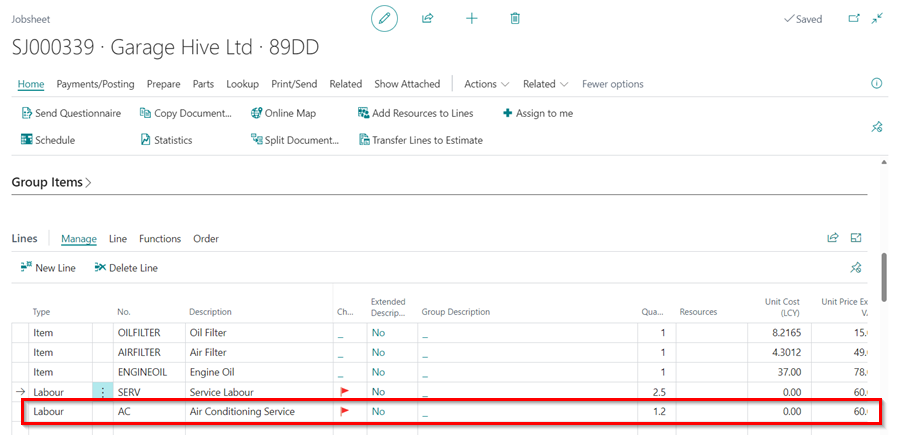 Jobsheet
Saved
SJ000339 · Garage Hive Ltd · 89DD
Home Payments/Posting Prepare Parts Lookup Print/Send Related Show Attached Actions Related Fewer options
Send Questionnaire Copy Document... Online Map Add Resources to Lines Assign to me
Schedule Statistics Split Document... Transfer Lines to Estimate
Group Items
Lines Manage Line Functions Order
New Line Delete Line
Type No. Description Ch... Extended Descrip... Group Description Qua... Resources Unit Cost (LCY) Unit Price Ex VA
Item OILFILTER Oil Filter _ No _ 1 8.2165 15.0
Item AIRFILTER Air Filter _ No _ 1 4.3012 49.0
Item ENGINEOIL Engine Oil _ No _ 1 37.00 78.0
Labour SERV Service Labour No _ 2.5 0.00 60.0
Labour AC Air Conditioning Service No _ 1.2 0.00 60.0